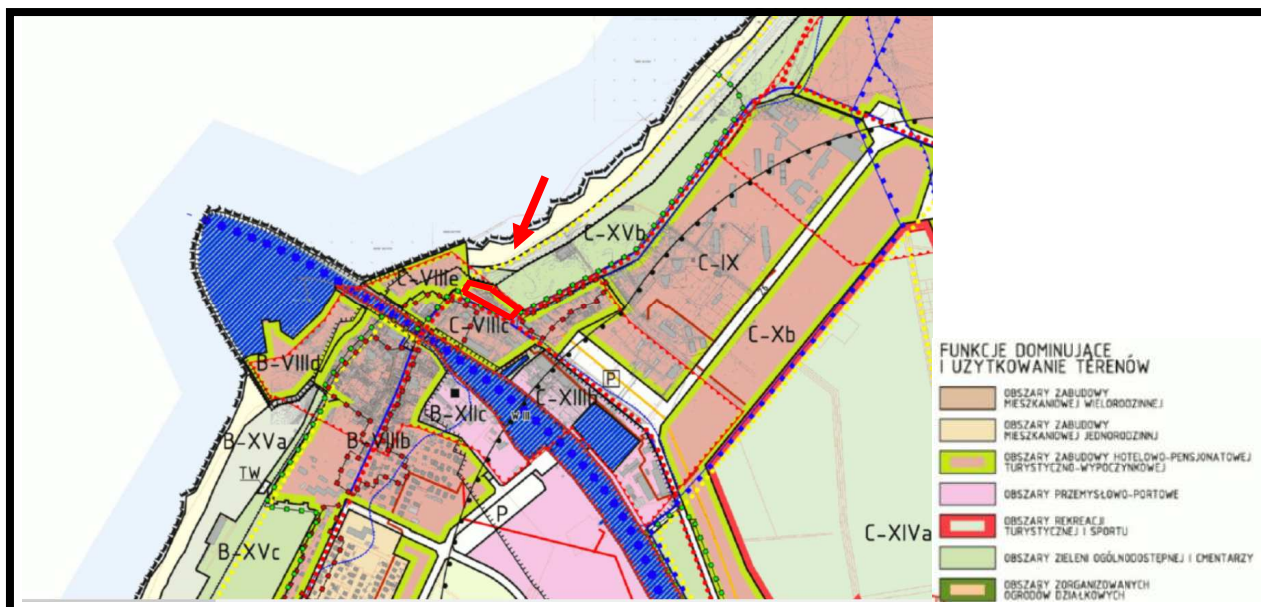 C-XVb
C-IX
C-VIIIe
C-VIIIc
C-Xb
B-VIIId
P
C-XIIIb
B-XIIc
B-XVa
B-VIIIb
TW
P
C-XIVa
B-XVc
FUNKCJE DOMINUJĄCE
I UŻYTKOWANIE TERENÓW
OBSZARY ZABUDOWY
MIESZKANIOWEJ WIELORODZINNEJ
OBSZARY ZABUDOWY
MIESZKANIOWEJ JEDNORODZINNJ
OBSZARY ZABUDOWY HOTELOWO-PENSJONATOWEJ
TURYSTYCZNO-WYPOCZYNKOWEJ
OBSZARY PRZEMYSŁOWO-PORTOWE
OBSZARY REKREACJI
TURYSTYCZNEJ I SPORTU
OBSZARY ZIELENI OGÓLNODOSTĘPNEJ I CMENTARZY
OBSZARY ZORGANIZOWANYCH
OGRODÓW DZIAŁKOWYCH